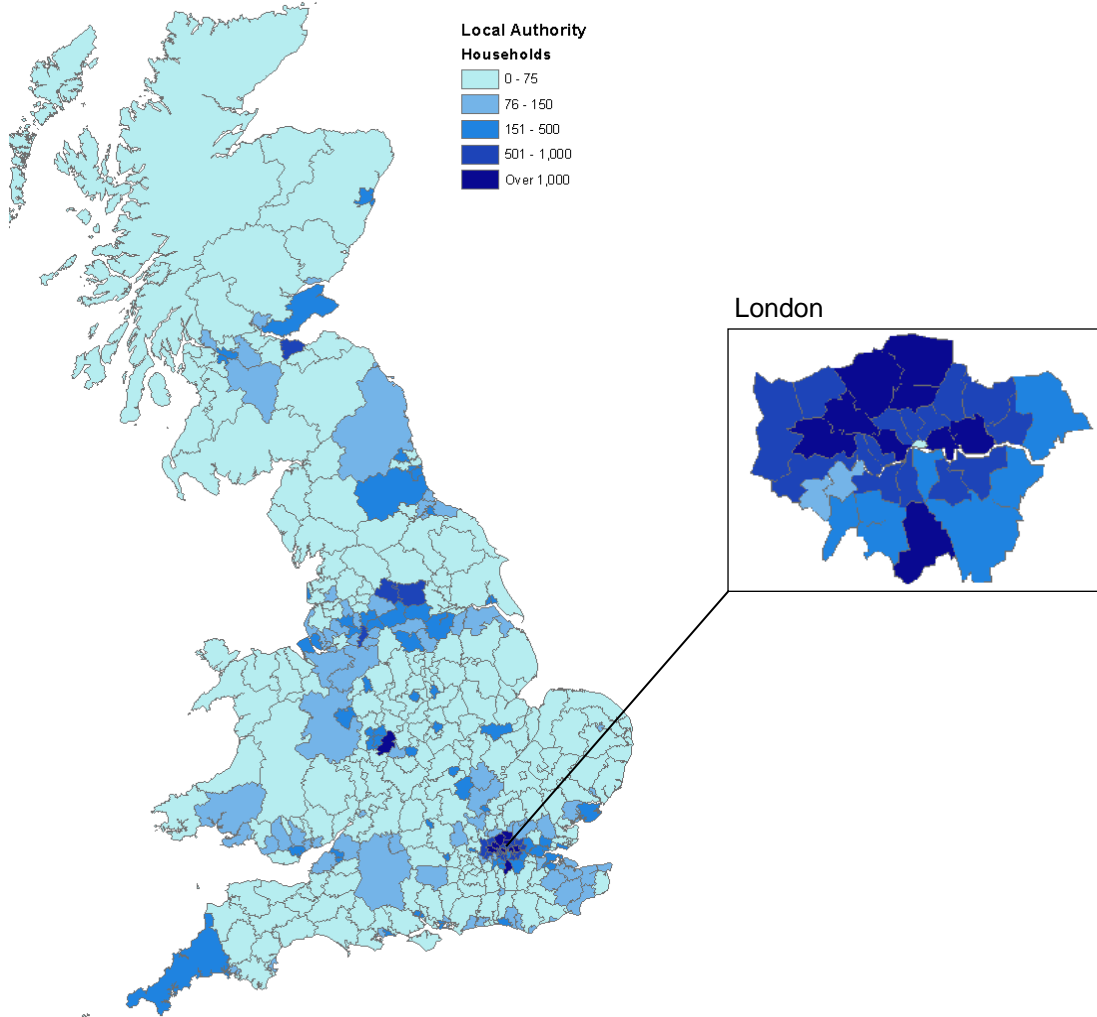 Local Authority
Households
0 - 75
76 - 150
151 - 500
501 - 1,000
Over 1,000
London